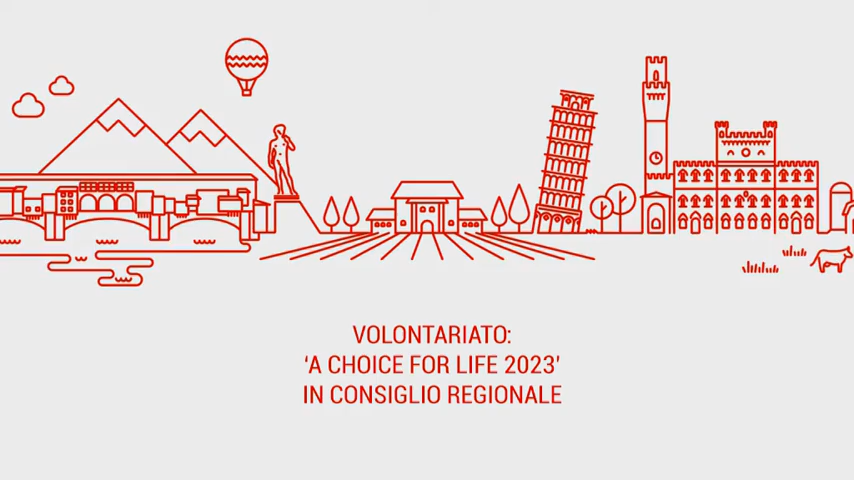 VOLONTARIATO:
‘A CHOICE FOR LIFE 2023’
IN CONSIGLIO REGIONALE